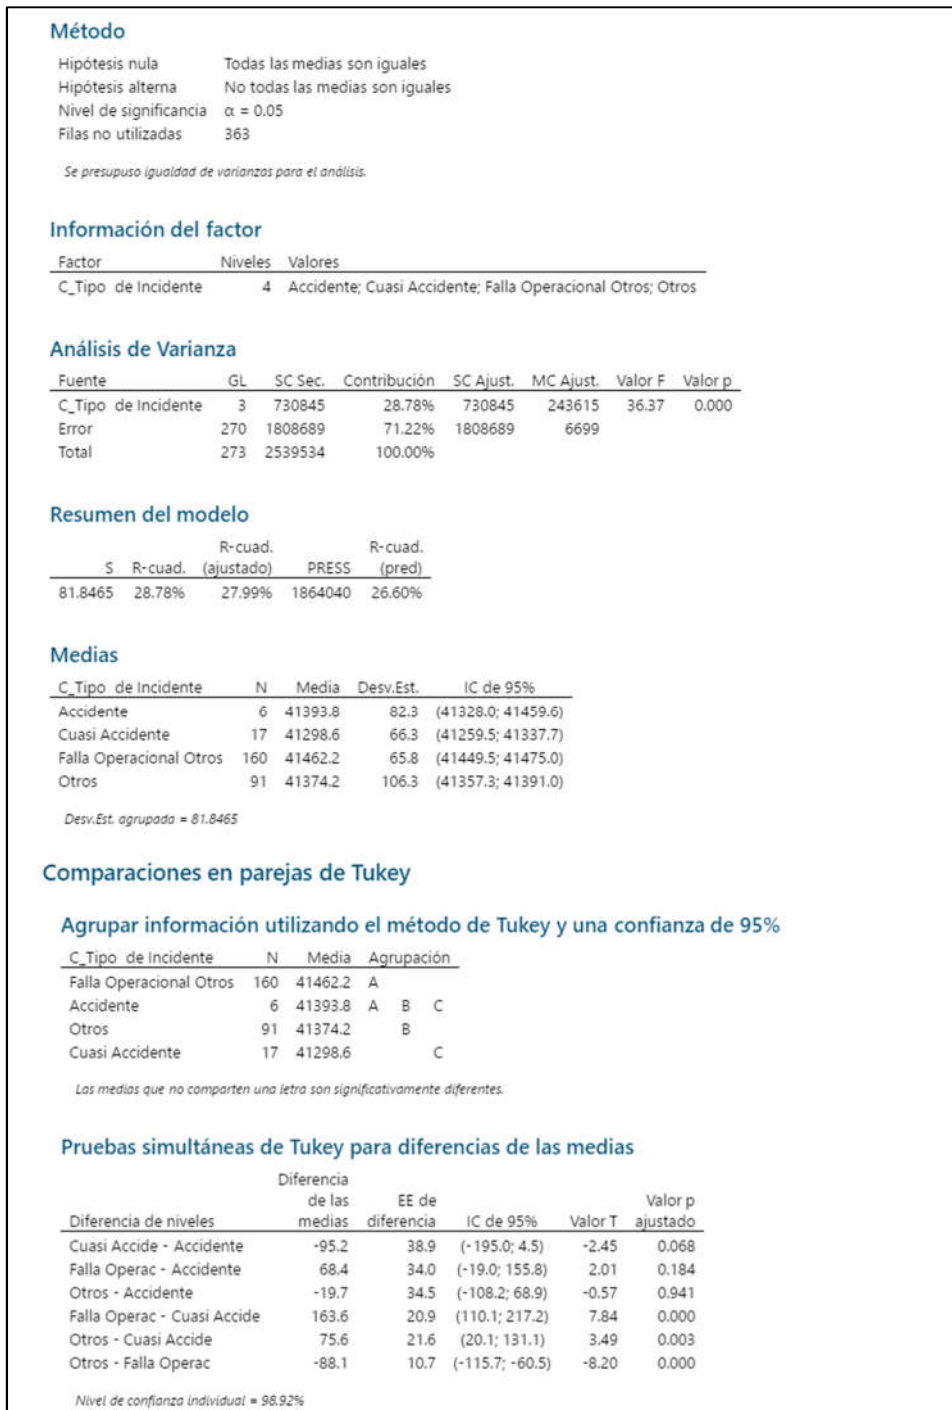 Método
Hipótesis nula Todas las medias son iguales
Hipótesis alterna No todas las medias son iguales
Nivel de significancia α = 0.05
Filas no utilizadas 363
Se presupuso igualdad de varianzas para el análisis.
Información del factor
Factor Niveles Valores
C_Tipo de Incidente 4 Accidente; Cuasi Accidente; Falla Operacional Otros; Otros
Análisis de Varianza
Fuente GL SC Sec. Contribución SC Ajust. MC Ajust. Valor F Valor p
C_Tipo de Incidente 3 730845 28.78% 730845 243615 36.37 0.000
Error 270 1808689 71.22% 1808689 6699
Total 273 2539534 100.00%
Resumen del modelo
R-cuad. R-cuad.
S R-cuad. (ajustado) PRESS (pred)
81.8465 28.78% 27.99% 1864040 26.60%
Medias
C_Tipo de Incidente N Media Desv.Est. IC de 95%
Accidente 6 41393.8 82.3 (41328.0; 41459.6)
Cuasi Accidente 17 41298.6 66.3 (41259.5; 41337.7)
Falla Operacional Otros 160 41462.2 65.8 (41449.5; 41475.0)
Otros 91 41374.2 106.3 (41357.3; 41391.0)
Desv.Est. agrupada = 81.8465
Comparaciones en parejas de Tukey
Agrupar información utilizando el método de Tukey y una confianza de 95%
C_Tipo de Incidente N Media Agrupación
Falla Operacional Otros 160 41462.2 A
Accidente 6 41393.8 A B C
Otros 91 41374.2 B
Cuasi Accidente 17 41298.6 C
Las medias que no comparten una letra son significativamente diferentes.
Pruebas simultáneas de Tukey para diferencias de las medias
Diferencia
de las EE de Valor p
Diferencia de niveles medias diferencia IC de 95% Valor T ajustado
Cuasi Accide - Accidente -95.2 38.9 (-195.0; 4.5) -2.45 0.068
Falla Operac - Accidente 68.4 34.0 (-19.0; 155.8) 2.01 0.184
Otros - Accidente -19.7 34.5 (-108.2; 68.9) -0.57 0.941
Falla Operac - Cuasi Accide 163.6 20.9 (110.1; 217.2) 7.84 0.000
Otros - Cuasi Accide 75.6 21.6 (20.1; 131.1) 3.49 0.003
Otros - Falla Operac -88.1 10.7 (-115.7; -60.5) -8.20 0.000
Nivel de confianza individual = 98.92%